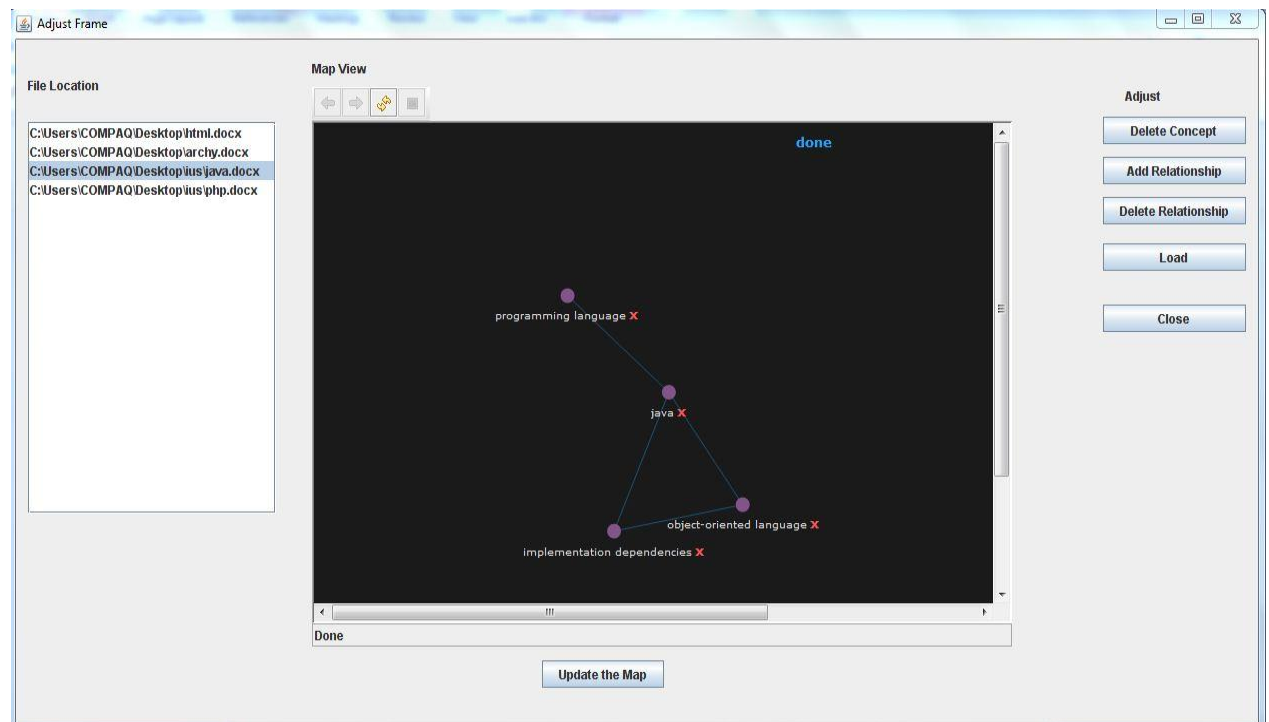 Adjust Frame
File Location
C:\Users\COMPAQ\Desktop\html.docx
C:\Users\COMPAQ\Desktop\archy.docx
C:\Users\COMPAQ\Desktop\ius\java.docx
C:\Users\COMPAQ\Desktop\ius\php.docx
Map View
done
programming language X
java X
object-oriented language X
implementation dependencies X
Done
Update the Map
Adjust
Delete Concept
Add Relationship
Delete Relationship
Load
Close